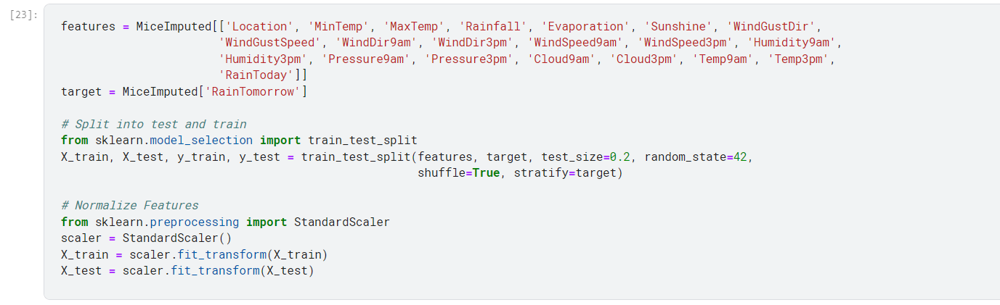 [23]:
features = MiceImputed[['Location', 'MinTemp', 'MaxTemp', 'Rainfall', 'Evaporation', 'Sunshine', 'WindGustDir',
                       'WindGustSpeed', 'WindDir9am', 'WindDir3pm', 'WindSpeed9am', 'WindSpeed3pm', 'Humidity9am',
                       'Humidity3pm', 'Pressure9am', 'Pressure3pm', 'Cloud9am', 'Cloud3pm', 'Temp9am', 'Temp3pm',
                       'RainToday']]
target = MiceImputed['RainTomorrow']

# Split into test and train
from sklearn.model_selection import train_test_split
X_train, X_test, y_train, y_test = train_test_split(features, target, test_size=0.2, random_state=42,
                                                    shuffle=True, stratify=target)

# Normalize Features
from sklearn.preprocessing import StandardScaler
scaler = StandardScaler()
X_train = scaler.fit_transform(X_train)
X_test = scaler.fit_transform(X_test)